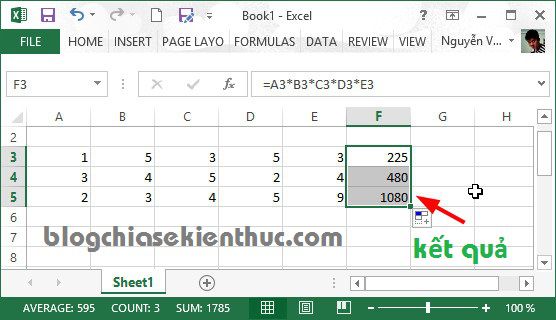 Book1 - Excel
FILE HOME INSERT PAGE LAYO FORMULAS DATA REVIEW VIEW Nguyễn V...
F3 fx =A3*B3*C3*D3*E3
A B C D E F G H
2
3 1 5 3 5 3 225
4 3 4 5 2 4 480
5 2 3 4 5 9 1080
6
7 blogchiasekienthuc.com kết quả
8
Sheet1
AVERAGE: 595 COUNT: 3 SUM: 1785 100 %